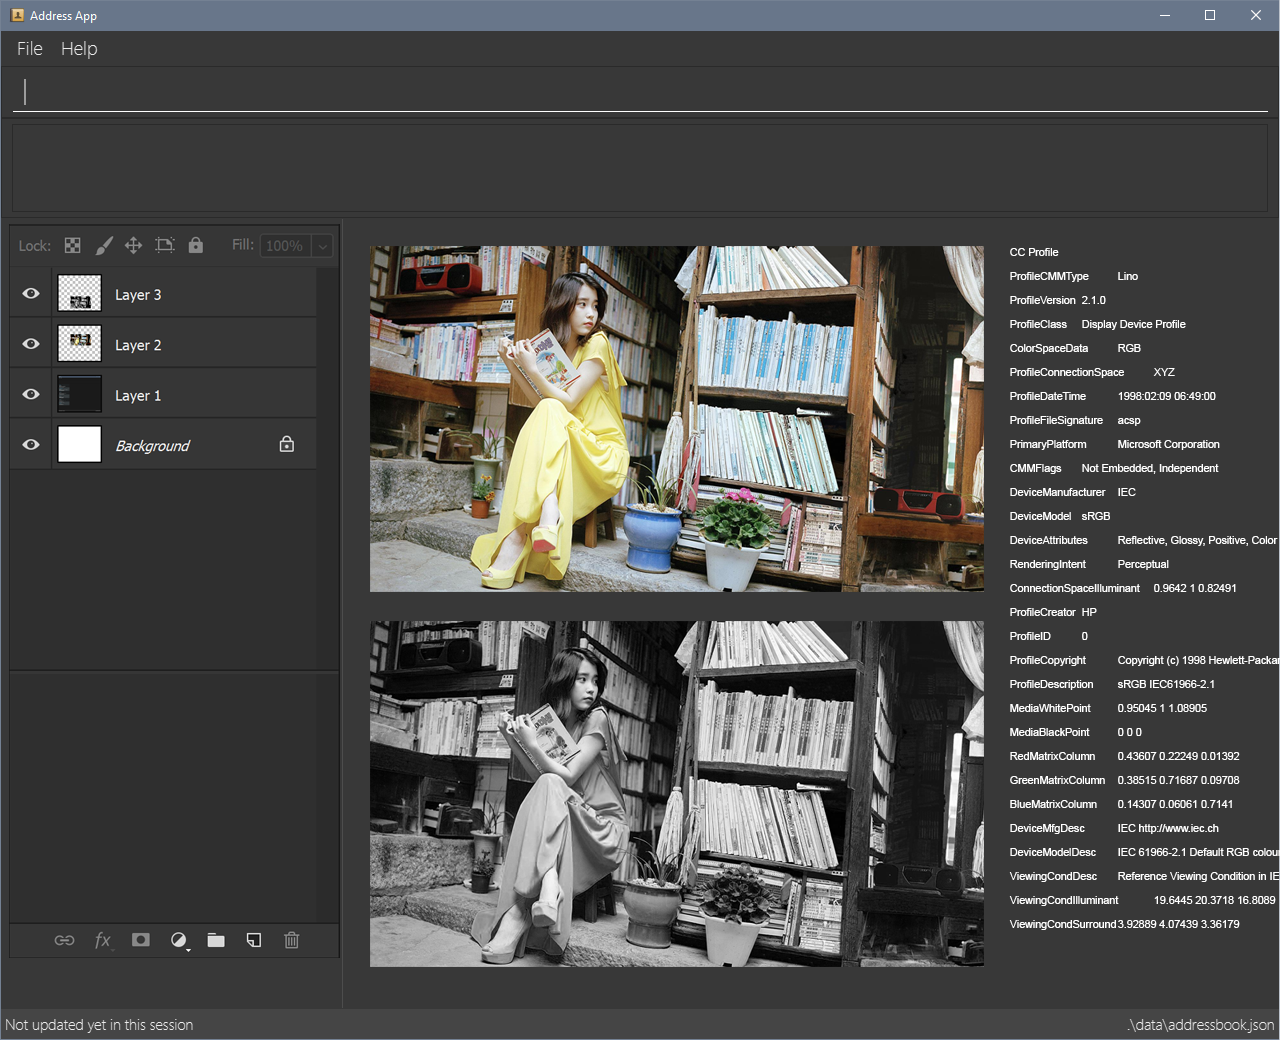 Address App
File Help
Lock: Fill: 100%
Layer 3
Layer 2
Layer 1
Background
fx
CC Profile
ProfileCMMType Lino
ProfileVersion 2.1.0
ProfileClass Display Device Profile
ColorSpaceData RGB
ProfileConnectionSpace XYZ
ProfileDateTime 1998:02:09 06:49:00
ProfileFileSignature acsp
PrimaryPlatform Microsoft Corporation
CMMFlags Not Embedded, Independent
DeviceManufacturer IEC
DeviceModel sRGB
DeviceAttributes Reflective, Glossy, Positive, Color
RenderingIntent Perceptual
ConnectionSpaceIlluminant 0.9642 1 0.82491
ProfileCreator HP
ProfileID 0
ProfileCopyright Copyright (c) 1998 Hewlett-Packar
ProfileDescription sRGB IEC61966-2.1
MediaWhitePoint 0.95045 1 1.08905
MediaBlackPoint 0 0 0
RedMatrixColumn 0.43607 0.22249 0.01392
GreenMatrixColumn 0.38515 0.71687 0.09708
BlueMatrixColumn 0.14307 0.06061 0.7141
DeviceMfgDesc IEC http://www.iec.ch
DeviceModelDesc IEC 61966-2.1 Default RGB colou
ViewingCondDesc Reference Viewing Condition in IE
ViewingCondIlluminant 19.6445 20.3718 16.8089
ViewingCondSurround 3.92889 4.07439 3.36179
Not updated yet in this session
.\data\addressbook.json